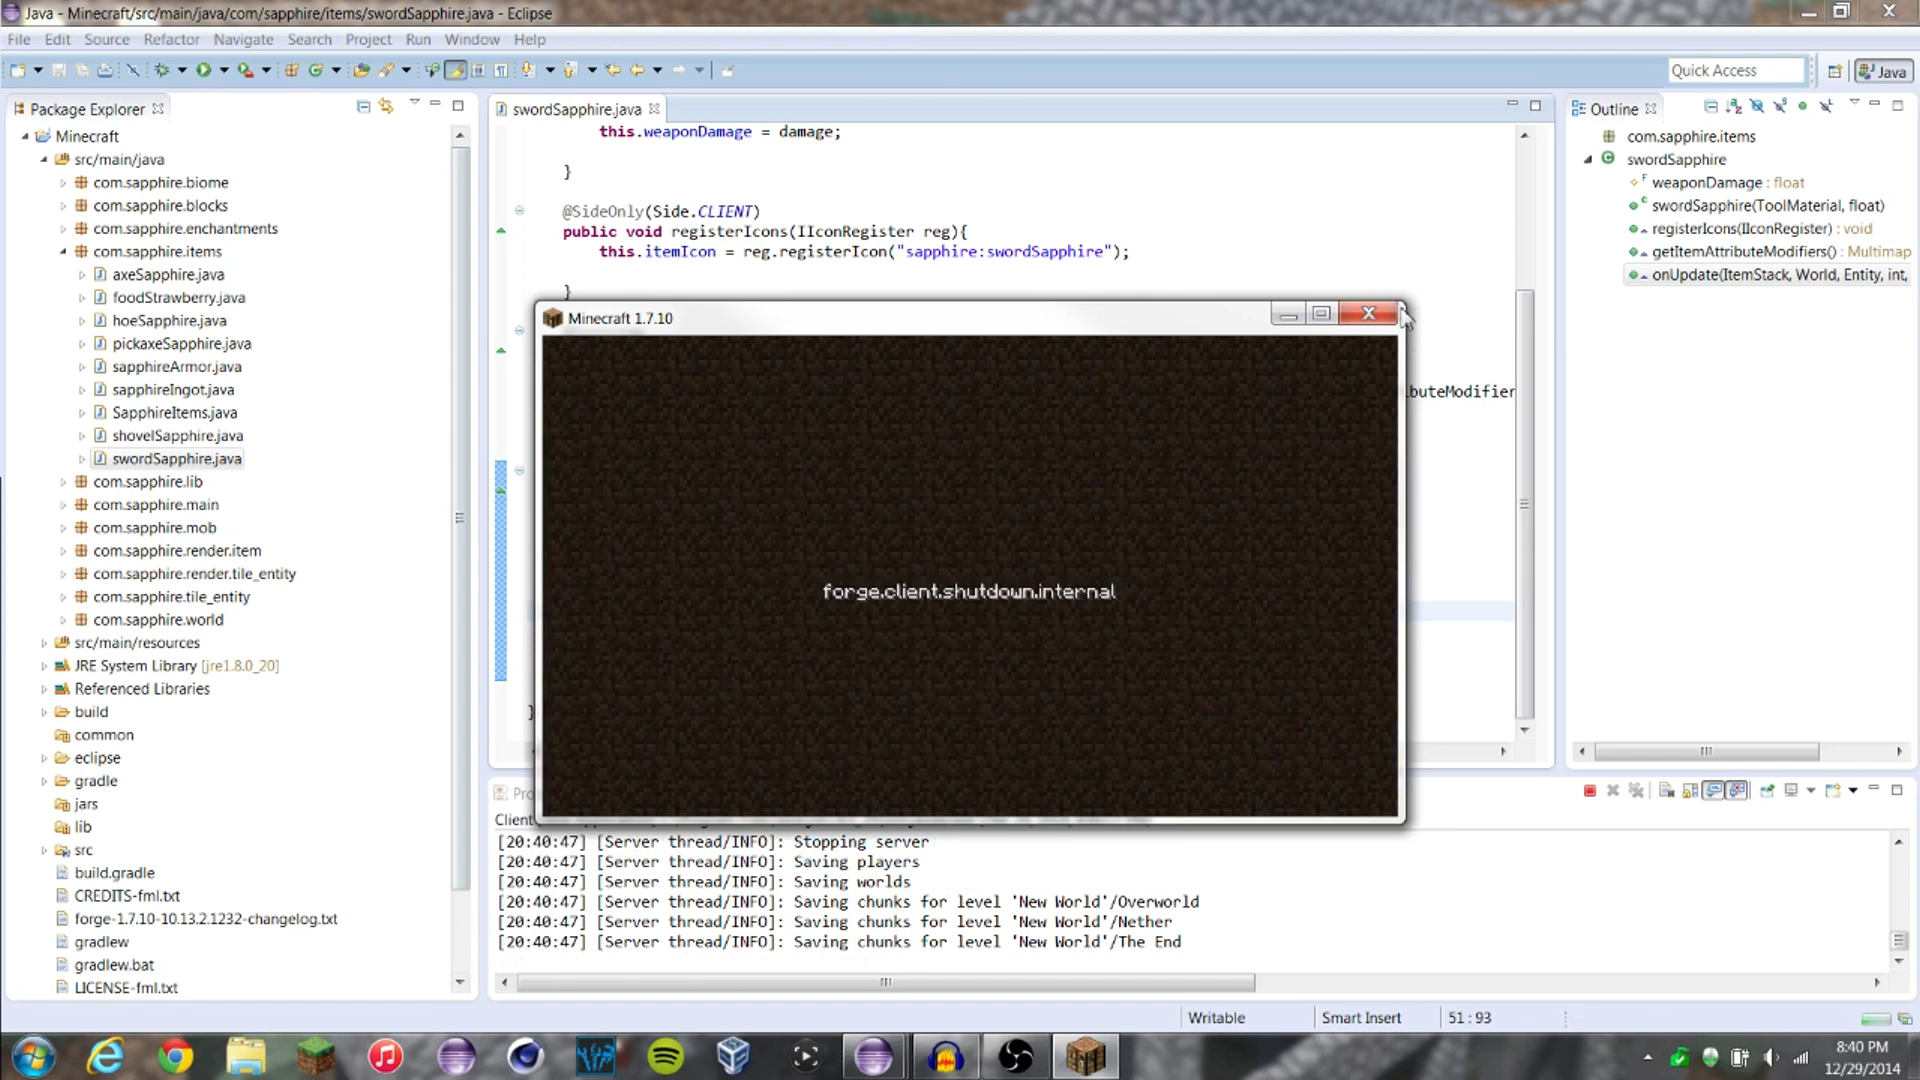 Java - Minecraft/src/main/java/com/sapphire/items/swordSapphire.java - Eclipse
File Edit Source Refactor Navigate Search Project Run Window Help
Quick Access
Java
Package Explorer
Minecraft
src/main/java
com.sapphire.biome
com.sapphire.blocks
com.sapphire.enchantments
com.sapphire.items
axeSapphire.java
foodStrawberry.java
hoeSapphire.java
pickaxeSapphire.java
sapphireArmor.java
sapphireIngot.java
SapphireItems.java
shovelSapphire.java
swordSapphire.java
com.sapphire.lib
com.sapphire.main
com.sapphire.mob
com.sapphire.render.item
com.sapphire.render.tile_entity
com.sapphire.tile_entity
com.sapphire.world
src/main/resources
JRE System Library [jre1.8.0_20]
Referenced Libraries
build
common
eclipse
gradle
jars
lib
src
build.gradle
CREDITS-fml.txt
forge-1.7.10-10.13.2.1232-changelog.txt
gradlew
gradlew.bat
LICENSE-fml.txt
swordSapphire.java
this.weaponDamage = damage;
}
@SideOnly(Side.CLIENT)
public void registerIcons(IIconRegister reg){
this.itemIcon = reg.registerIcon("sapphire:swordSapphire");
}
buteModifier
}
Minecraft 1.7.10
forge.client.shutdown.internal
Client
[20:40:47] [Server thread/INFO]: Stopping server
[20:40:47] [Server thread/INFO]: Saving players
[20:40:47] [Server thread/INFO]: Saving worlds
[20:40:47] [Server thread/INFO]: Saving chunks for level 'New World'/Overworld
[20:40:47] [Server thread/INFO]: Saving chunks for level 'New World'/Nether
[20:40:47] [Server thread/INFO]: Saving chunks for level 'New World'/The End
Outline
com.sapphire.items
swordSapphire
weaponDamage : float
swordSapphire(ToolMaterial, float)
registerIcons(IIconRegister) : void
getItemAttributeModifiers() : Multimap
onUpdate(ItemStack, World, Entity, int,
Writable
Smart Insert
51 : 93
8:40 PM
12/29/2014